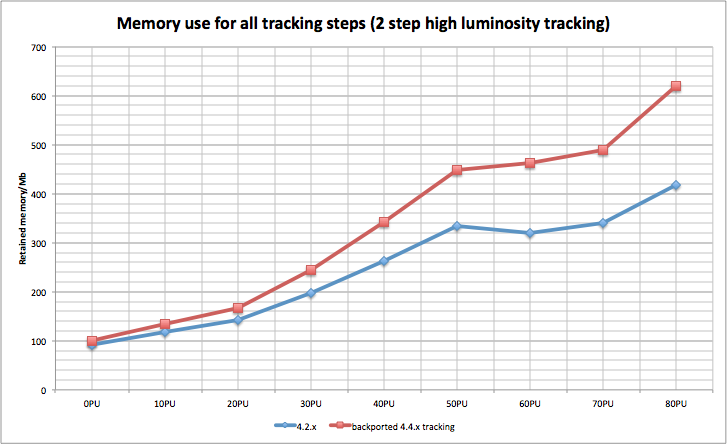 Memory use for all tracking steps (2 step high luminosity tracking)
Retained memory/Mb
700
600
500
400
300
200
100
0
0PU 10PU 20PU 30PU 40PU 50PU 60PU 70PU 80PU
4.2.x backported 4.4.x tracking